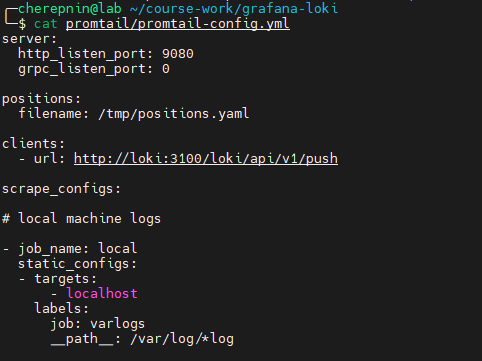 cherepnin@lab ~/course-work/grafana-loki
$ cat promtail/promtail-config.yml
server:
  http_listen_port: 9080
  grpc_listen_port: 0

positions:
  filename: /tmp/positions.yaml

clients:
  - url: http://loki:3100/loki/api/v1/push

scrape_configs:

# local machine logs

- job_name: local
  static_configs:
  - targets:
      - localhost
    labels:
      job: varlogs
      __path__: /var/log/*log